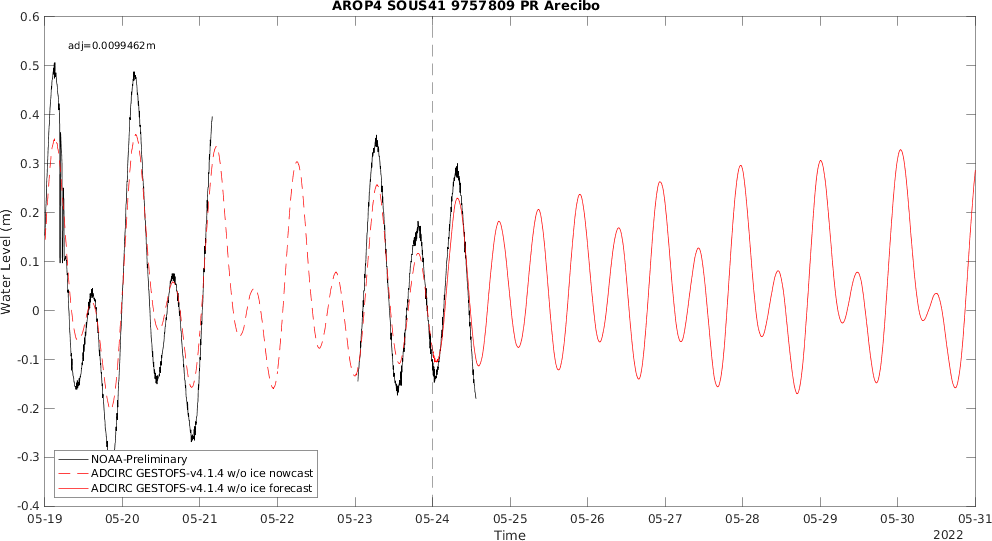 AROP4 SOUS41 9757809 PR Arecibo
adj=0.0099462m
Water Level (m)
0.6
0.5
0.4
0.3
0.2
0.1
0
-0.1
-0.2
-0.3
-0.4
NOAA-Preliminary
ADCIRC GESTOFS-v4.1.4 w/o ice nowcast
ADCIRC GESTOFS-v4.1.4 w/o ice forecast
05-19 05-20 05-21 05-22 05-23 05-24 05-25 05-26 05-27 05-28 05-29 05-30 05-31
Time
2022